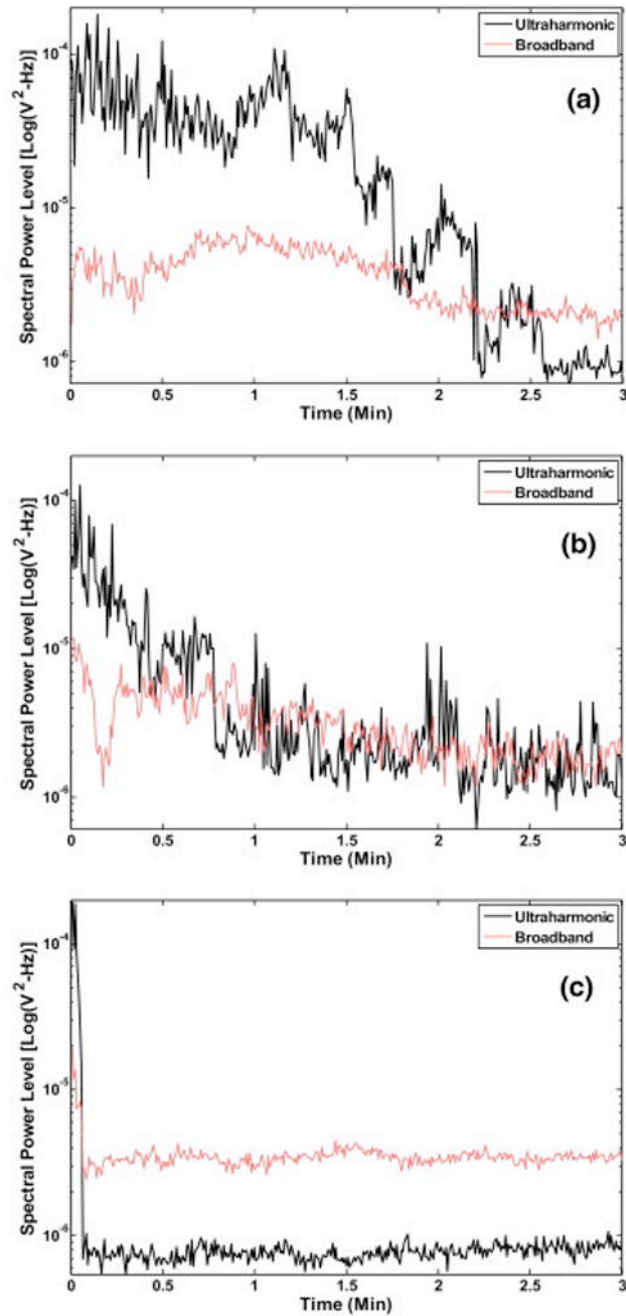 Ultraharmonic
Broadband
(a)
10^-4
10^-5
10^-6
Spectral Power Level [Log(V^2-Hz)]
0 0.5 1 1.5 2 2.5 3
Time (Min)
Ultraharmonic
Broadband
(b)
10^-4
10^-5
10^-6
Spectral Power Level [Log(V^2-Hz)]
0 0.5 1 1.5 2 2.5 3
Time (Min)
Ultraharmonic
Broadband
(c)
10^-4
10^-5
10^-6
Spectral Power Level [Log(V^2-Hz)]
0 0.5 1 1.5 2 2.5 3
Time (Min)